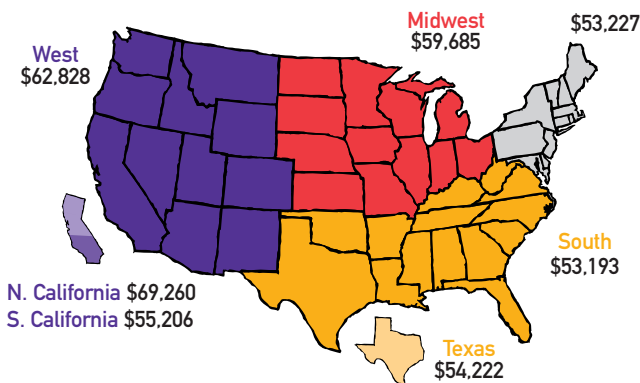 Midwest
$59,685
$53,227
West
$62,828
South
$53,193
N. California $69,260
S. California $55,206
Texas
$54,222